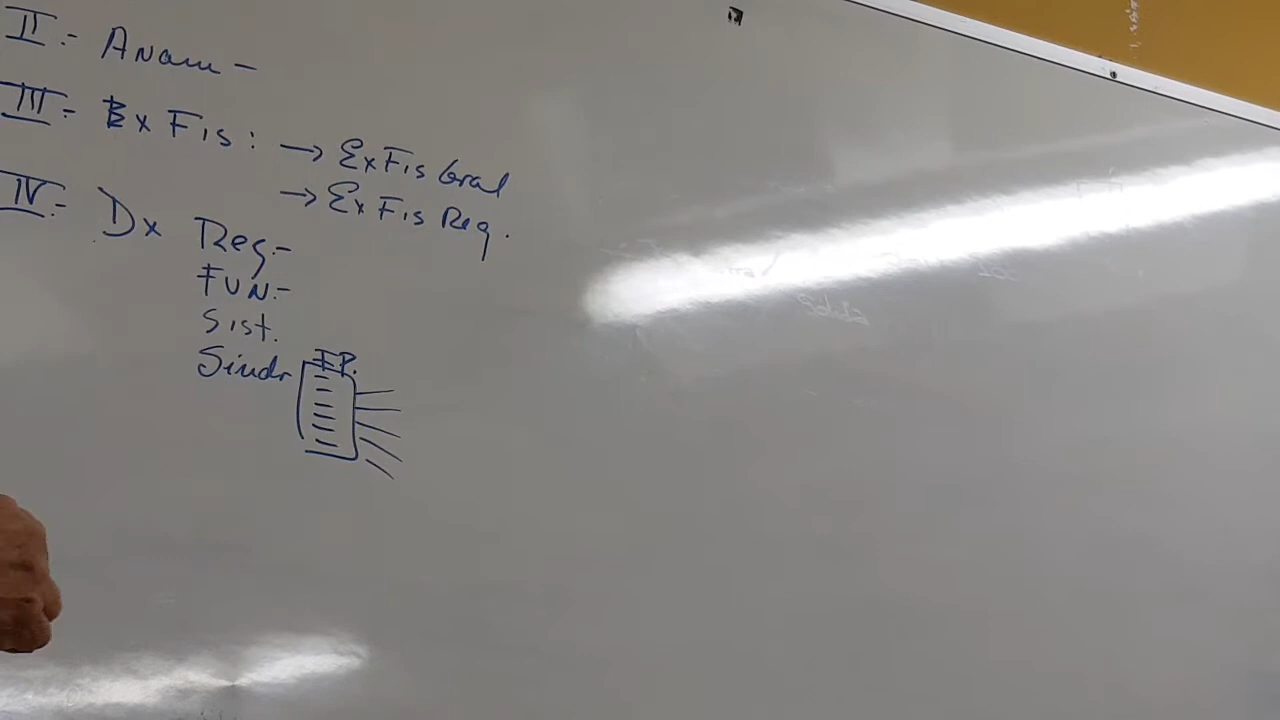 II.- Anam -
III.- Ex Fis: → Ex Fis Gral
→ Ex Fis Reg.
IV.- Dx Reg.-
FUN.-
Sist.
Sindr
I P.